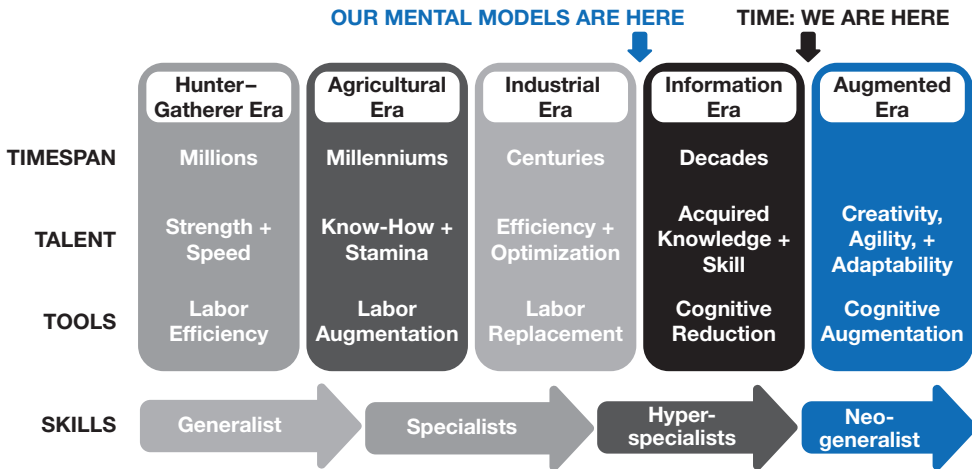 OUR MENTAL MODELS ARE HERE
TIME: WE ARE HERE
Hunter–
Gatherer Era
Agricultural
Era
Industrial
Era
Information
Era
Augmented
Era
TIMESPAN
Millions
Millenniums
Centuries
Decades
TALENT
Strength +
Speed
Know-How +
Stamina
Efficiency +
Optimization
Acquired
Knowledge +
Skill
Creativity,
Agility, +
Adaptability
TOOLS
Labor
Efficiency
Labor
Augmentation
Labor
Replacement
Cognitive
Reduction
Cognitive
Augmentation
SKILLS
Generalist
Specialists
Hyper-
specialists
Neo-
generalist